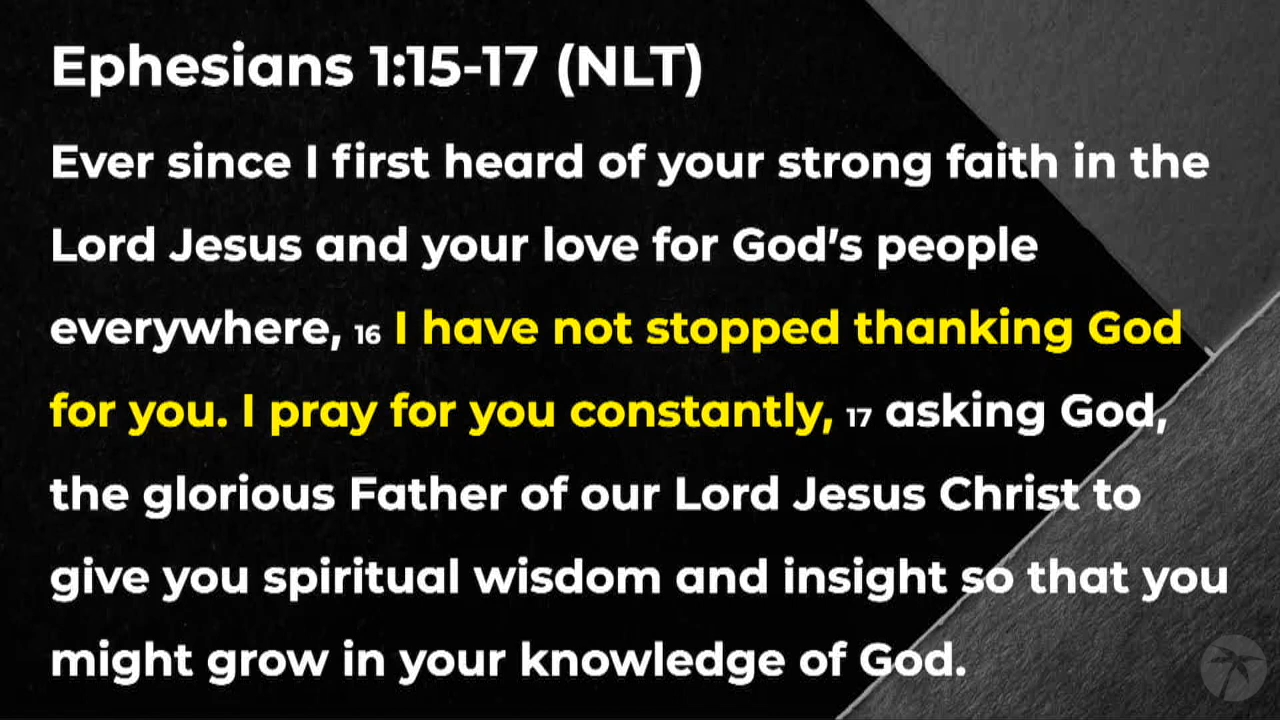 Ephesians 1:15-17 (NLT)
Ever since I first heard of your strong faith in the
Lord Jesus and your love for God's people
everywhere, 16 I have not stopped thanking God
for you. I pray for you constantly, 17 asking God,
the glorious Father of our Lord Jesus Christ to
give you spiritual wisdom and insight so that you
might grow in your knowledge of God.